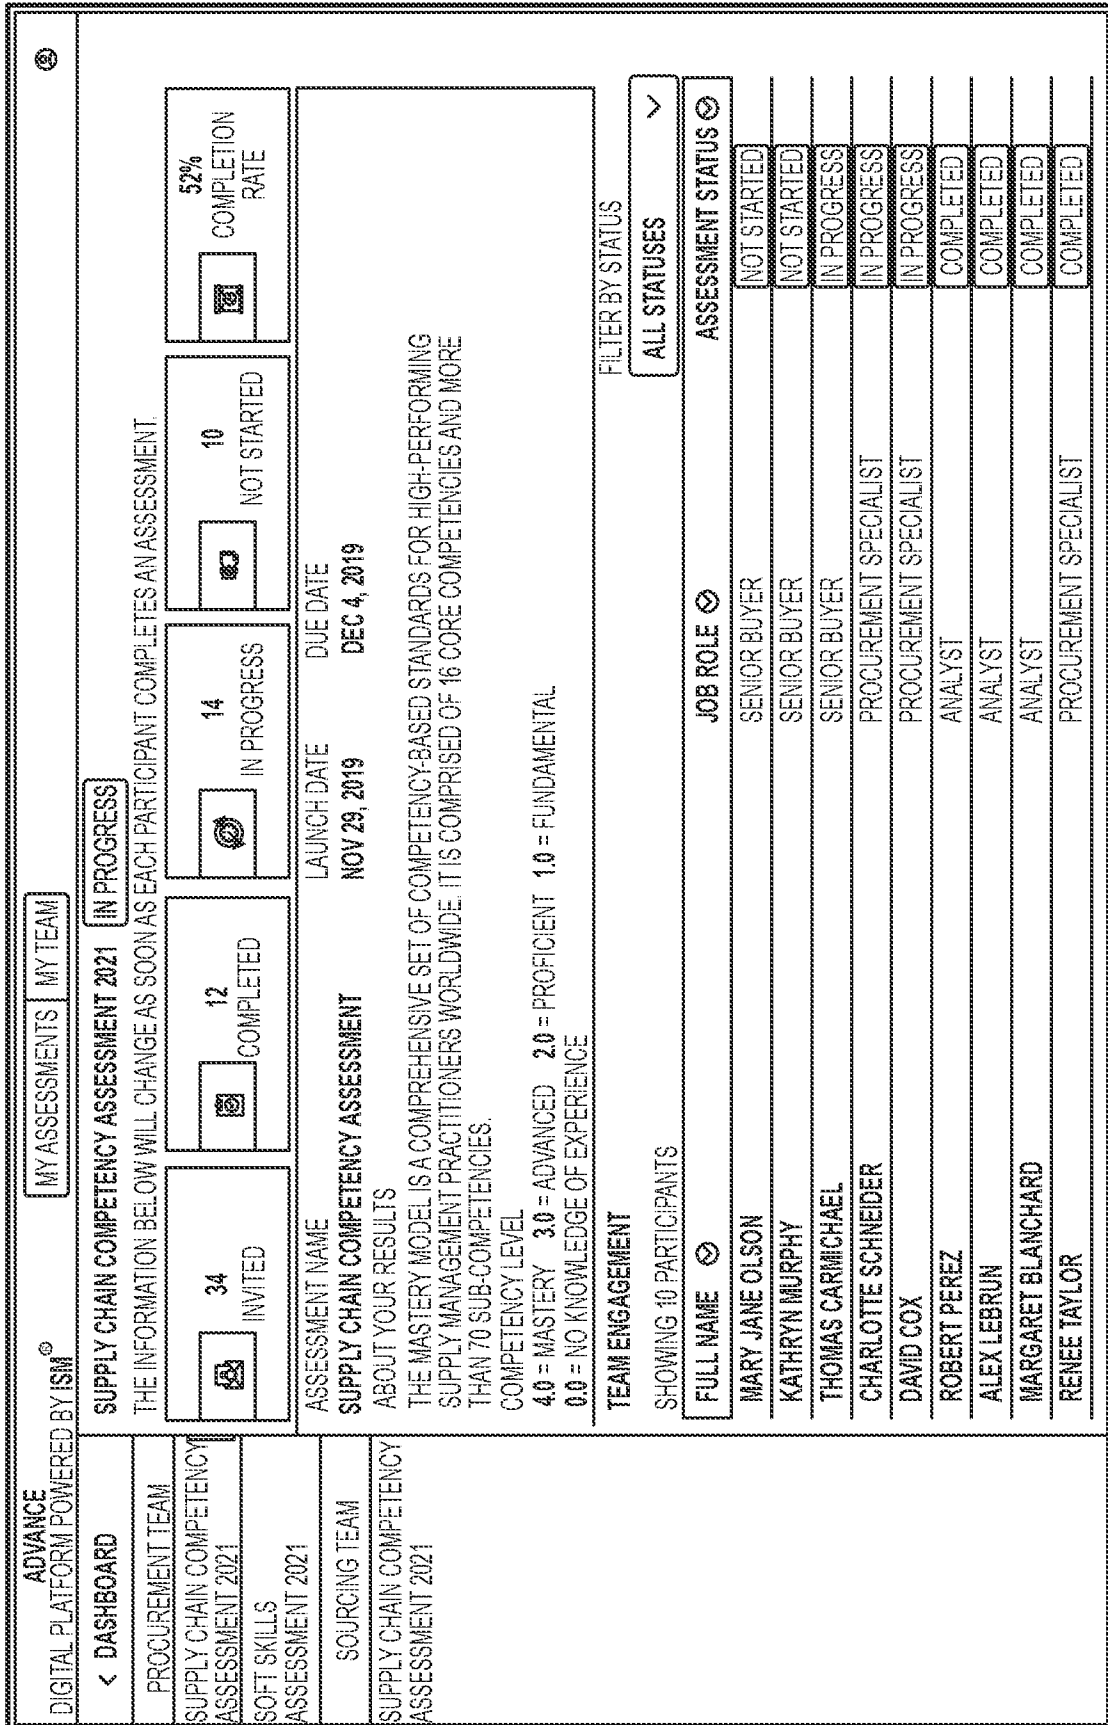 ADVANCE
DIGITAL PLATFORM POWERED BY ISM®
MY ASSESSMENTS
MY TEAM
< DASHBOARD
PROCUREMENT TEAM
SUPPLY CHAIN COMPETENCY
ASSESSMENT 2021
SOFT SKILLS
ASSESSMENT 2021
SOURCING TEAM
SUPPLY CHAIN COMPETENCY
ASSESSMENT 2021
SUPPLY CHAIN COMPETENCY ASSESSMENT 2021 IN PROGRESS
THE INFORMATION BELOW WILL CHANGE AS SOON AS EACH PARTICIPANT COMPLETES AN ASSESSMENT.
34
INVITED
12
COMPLETED
14
IN PROGRESS
10
NOT STARTED
52%
COMPLETION
RATE
ASSESSMENT NAME LAUNCH DATE DUE DATE
SUPPLY CHAIN COMPETENCY ASSESSMENT NOV 29, 2019 DEC 4, 2019
ABOUT YOUR RESULTS
THE MASTERY MODEL IS A COMPREHENSIVE SET OF COMPETENCY-BASED STANDARDS FOR HIGH-PERFORMING
SUPPLY MANAGEMENT PRACTITIONERS WORLDWIDE. IT IS COMPRISED OF 16 CORE COMPETENCIES AND MORE
THAN 70 SUB-COMPETENCIES.
COMPETENCY LEVEL
4.0 = MASTERY 3.0 = ADVANCED 2.0 = PROFICIENT 1.0 = FUNDAMENTAL
0.0 = NO KNOWLEDGE OF EXPERIENCE
TEAM ENGAGEMENT FILTER BY STATUS
SHOWING 10 PARTICIPANTS ALL STATUSES
FULL NAME JOB ROLE ASSESSMENT STATUS
MARY JANE OLSON SENIOR BUYER NOT STARTED
KATHRYN MURPHY SENIOR BUYER NOT STARTED
THOMAS CARMICHAEL SENIOR BUYER IN PROGRESS
CHARLOTTE SCHNEIDER PROCUREMENT SPECIALIST IN PROGRESS
DAVID COX PROCUREMENT SPECIALIST IN PROGRESS
ROBERT PEREZ ANALYST COMPLETED
ALEX LEBRUN ANALYST COMPLETED
MARGARET BLANCHARD ANALYST COMPLETED
RENEE TAYLOR PROCUREMENT SPECIALIST COMPLETED